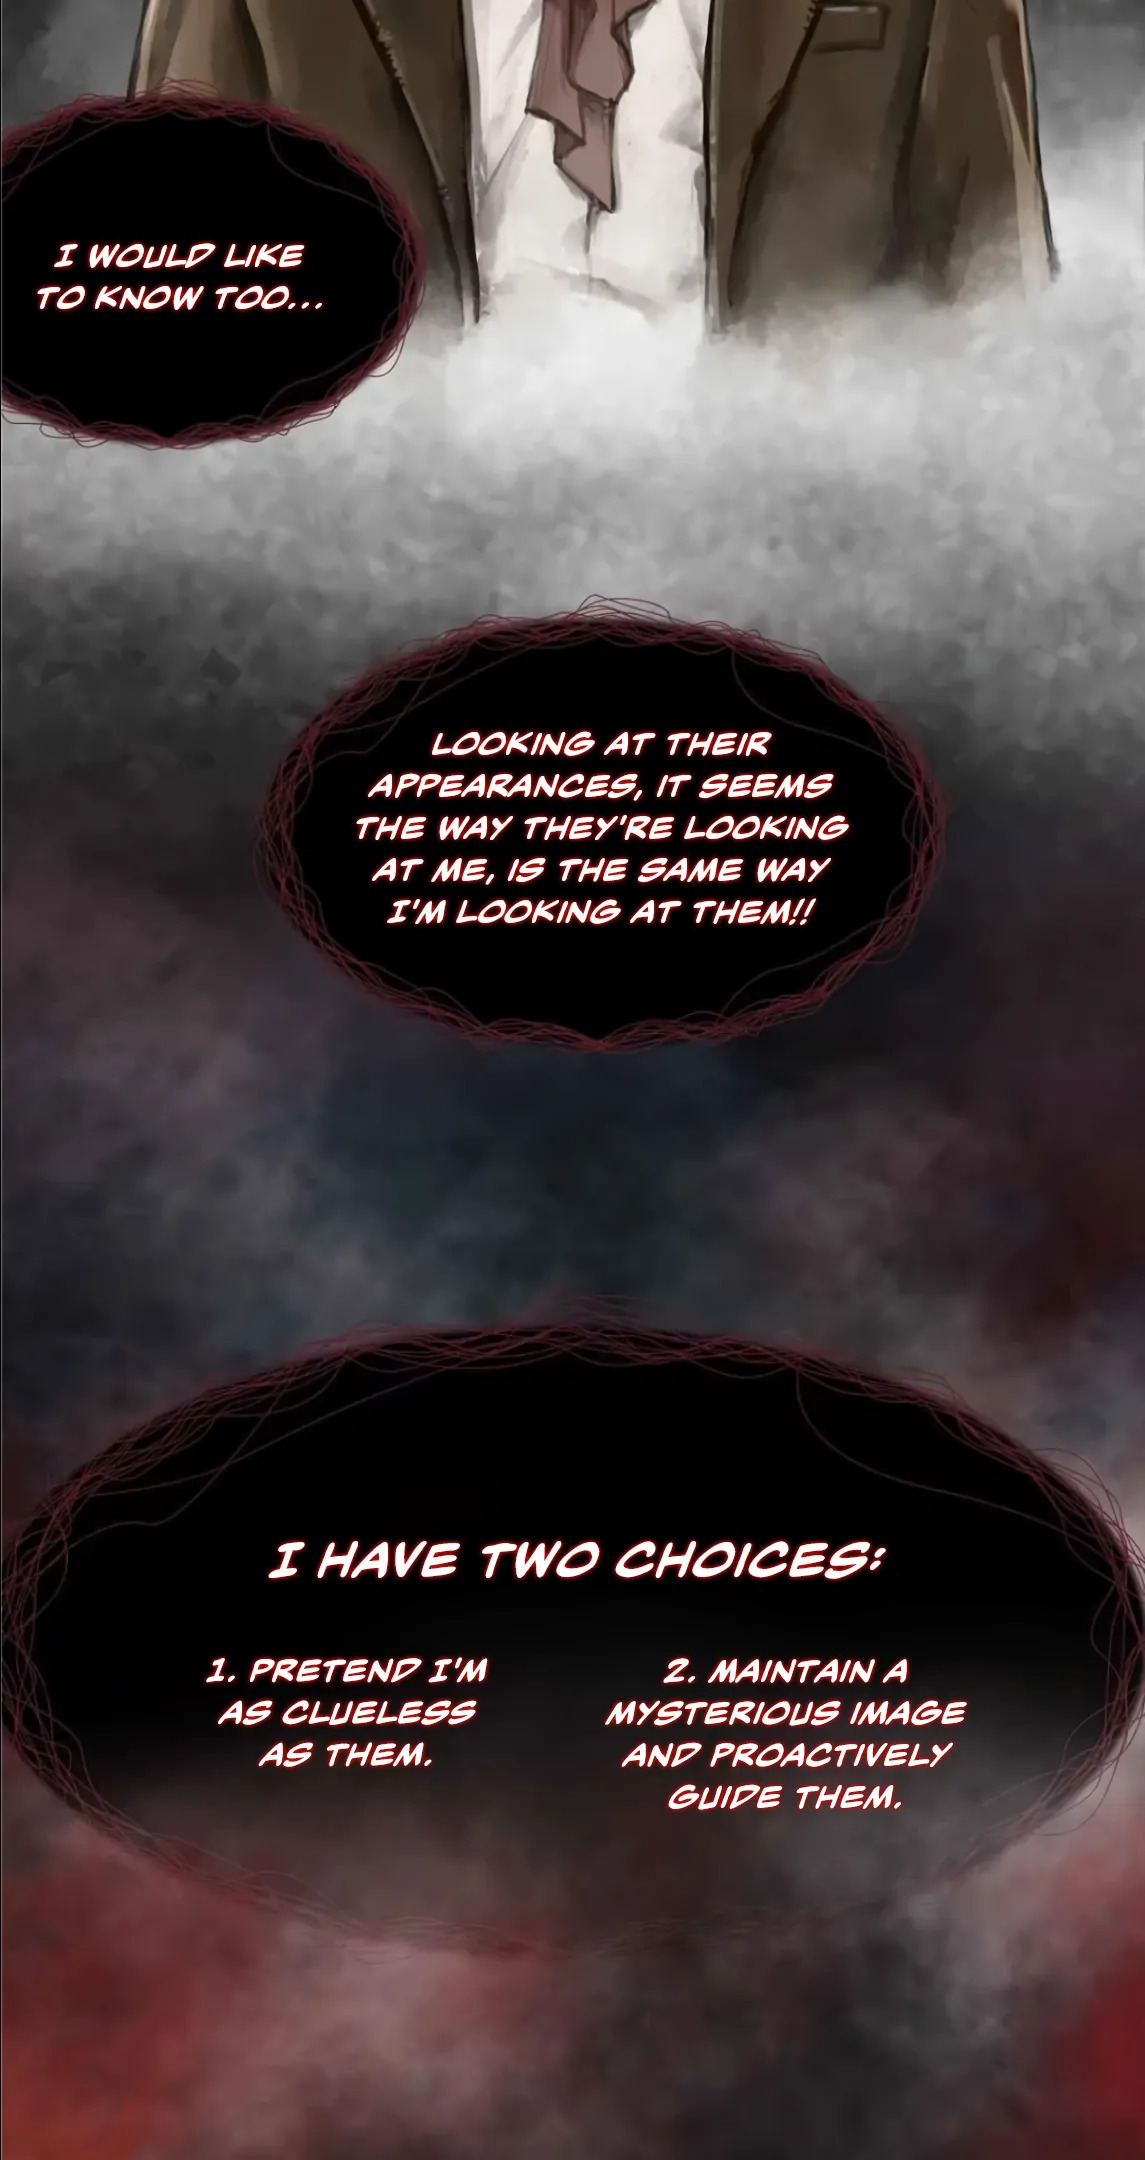 I WOULD LIKE
TO KNOW TOO...
LOOKING AT THEIR
APPEARANCES, IT SEEMS
THE WAY THEY'RE LOOKING
AT ME, IS THE SAME WAY
I'M LOOKING AT THEM!!
I HAVE TWO CHOICES:
1. PRETEND I'M
AS CLUELESS
AS THEM.
2. MAINTAIN A
MYSTERIOUS IMAGE
AND PROACTIVELY
GUIDE THEM.